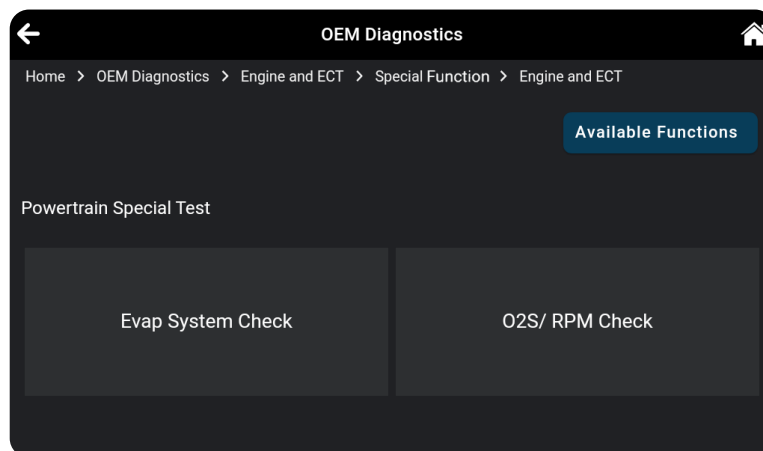 OEM Diagnostics
Home > OEM Diagnostics > Engine and ECT > Special Function > Engine and ECT
Available Functions
Powertrain Special Test
Evap System Check
O2S/ RPM Check